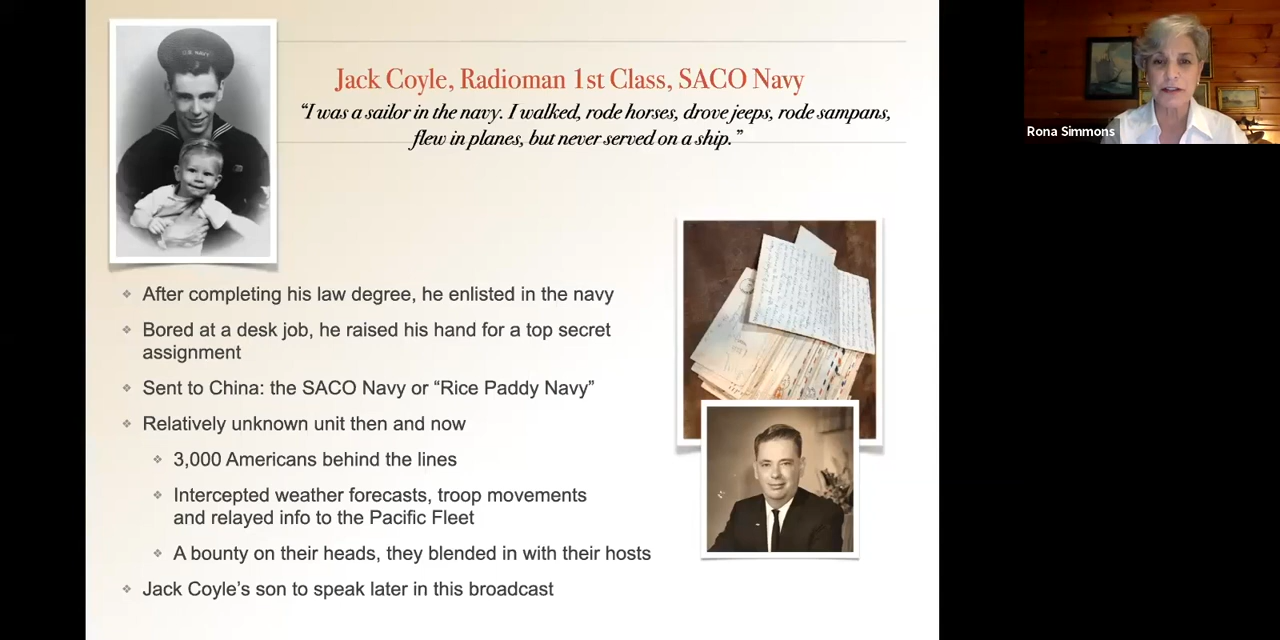 U.S. NAVY
Jack Coyle, Radioman 1st Class, SACO Navy
“I was a sailor in the navy. I walked, rode horses, drove jeeps, rode sampans,
flew in planes, but never served on a ship.”
Rona Simmons
❖ After completing his law degree, he enlisted in the navy
❖ Bored at a desk job, he raised his hand for a top secret
assignment
❖ Sent to China: the SACO Navy or “Rice Paddy Navy”
❖ Relatively unknown unit then and now
❖ 3,000 Americans behind the lines
❖ Intercepted weather forecasts, troop movements
and relayed info to the Pacific Fleet
❖ A bounty on their heads, they blended in with their hosts
❖ Jack Coyle’s son to speak later in this broadcast